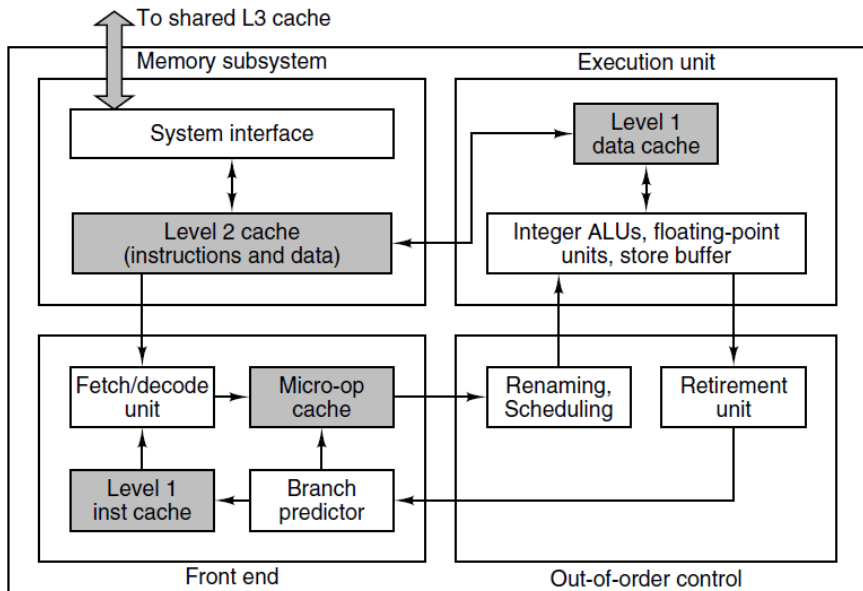 To shared L3 cache
Memory subsystem
System interface
Level 2 cache
(instructions and data)
Execution unit
Level 1
data cache
Integer ALUs, floating-point
units, store buffer
Fetch/decode
unit
Micro-op
cache
Level 1
inst cache
Branch
predictor
Front end
Renaming,
Scheduling
Retirement
unit
Out-of-order control